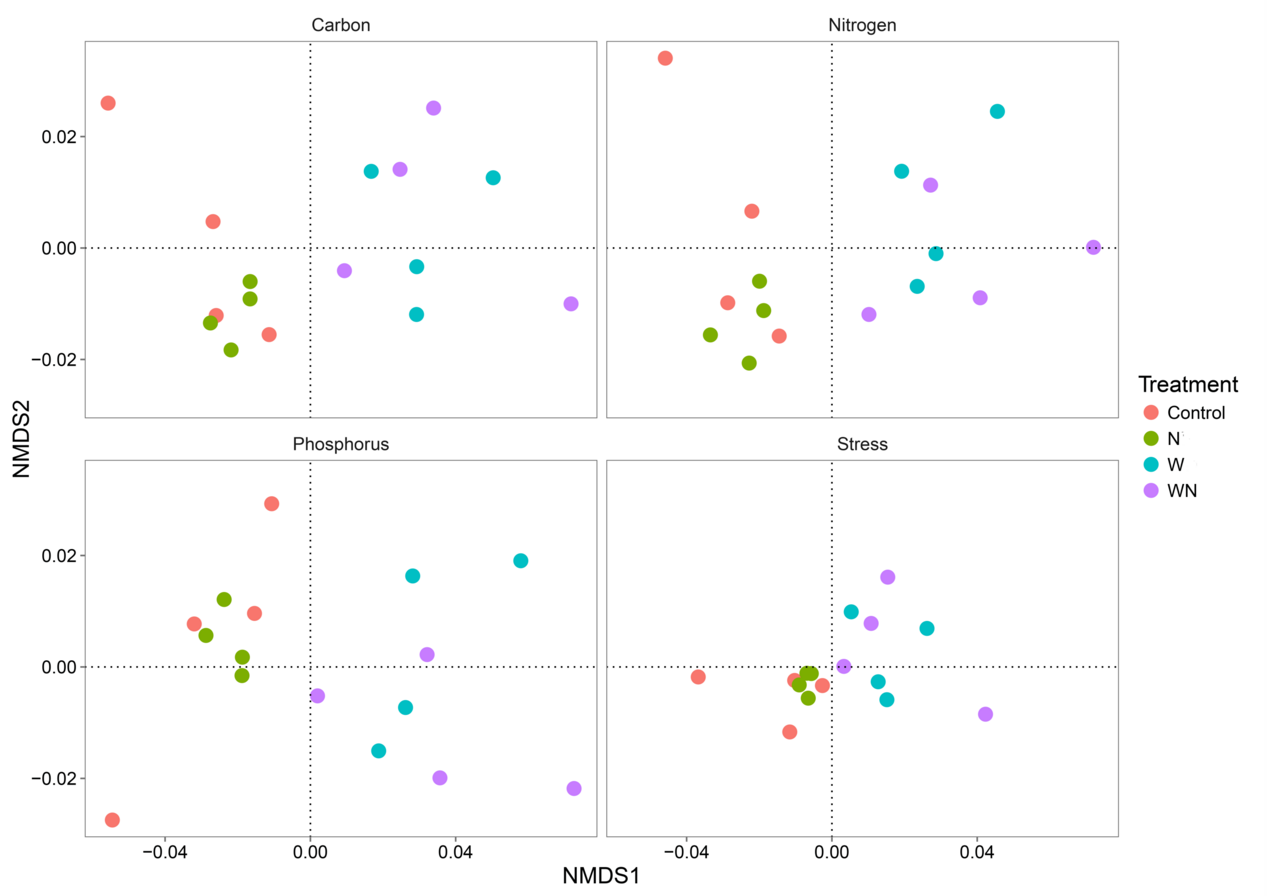 Carbon
Nitrogen
0.02
0.00
−0.02
Phosphorus
Stress
0.02
0.00
−0.02
−0.04
0.00
0.04
−0.04
0.00
0.04
NMDS1
NMDS2
Treatment
Control
N
W
WN